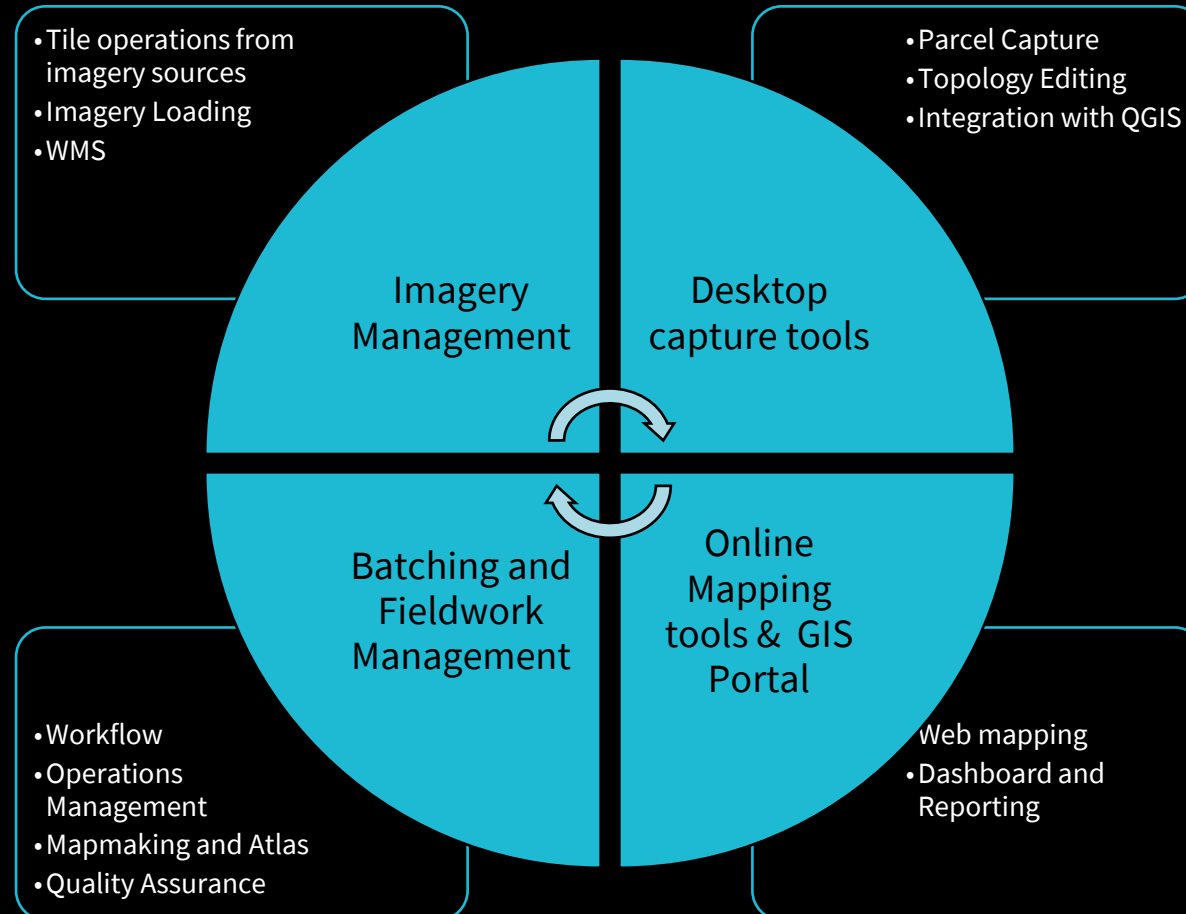 •Tile operations from
imagery sources
•Imagery Loading
•WMS
•Parcel Capture
•Topology Editing
•Integration with QGIS
Imagery
Management
Desktop
capture tools
Batching and
Fieldwork
Management
Online
Mapping
tools & GIS
Portal
•Workflow
•Operations
Management
•Mapmaking and Atlas
•Quality Assurance
Web mapping
•Dashboard and
Reporting